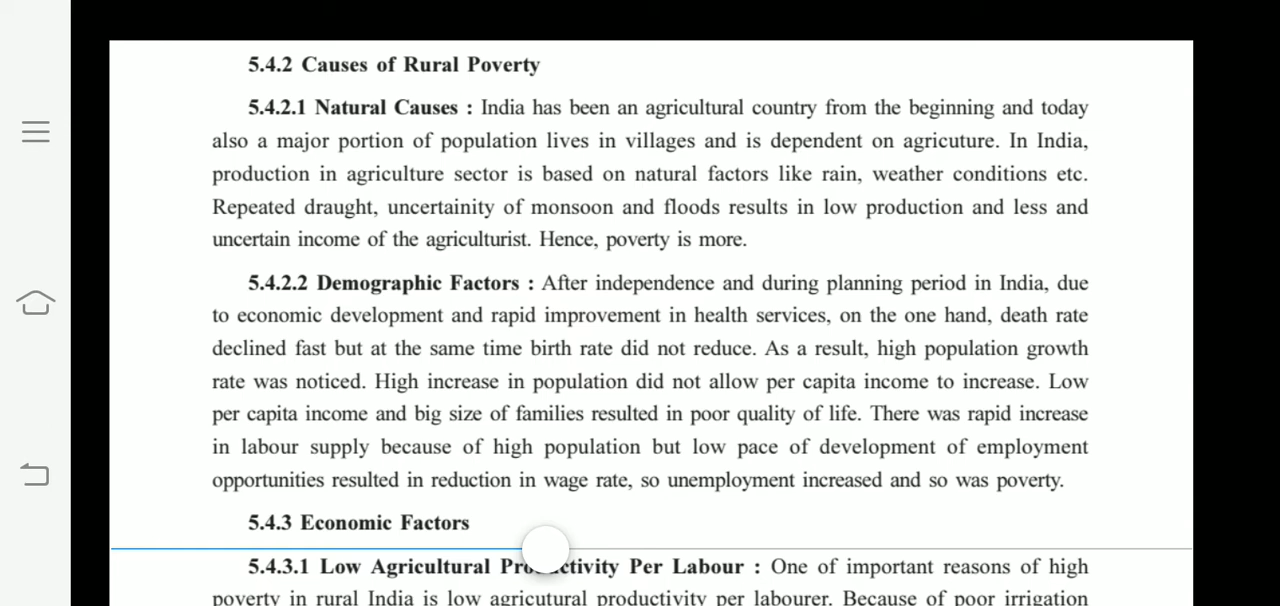 5.4.2 Causes of Rural Poverty
5.4.2.1 Natural Causes : India has been an agricultural country from the beginning and today
also a major portion of population lives in villages and is dependent on agricuture. In India,
production in agriculture sector is based on natural factors like rain, weather conditions etc.
Repeated draught, uncertainity of monsoon and floods results in low production and less and
uncertain income of the agriculturist. Hence, poverty is more.
5.4.2.2 Demographic Factors : After independence and during planning period in India, due
to economic development and rapid improvement in health services, on the one hand, death rate
declined fast but at the same time birth rate did not reduce. As a result, high population growth
rate was noticed. High increase in population did not allow per capita income to increase. Low
per capita income and big size of families resulted in poor quality of life. There was rapid increase
in labour supply because of high population but low pace of development of employment
opportunities resulted in reduction in wage rate, so unemployment increased and so was poverty.
5.4.3 Economic Factors
5.4.3.1 Low Agricultural Per Labour : One of important reasons of high
poverty in rural India is low agricutural productivity per labourer. Because of poor irrigation